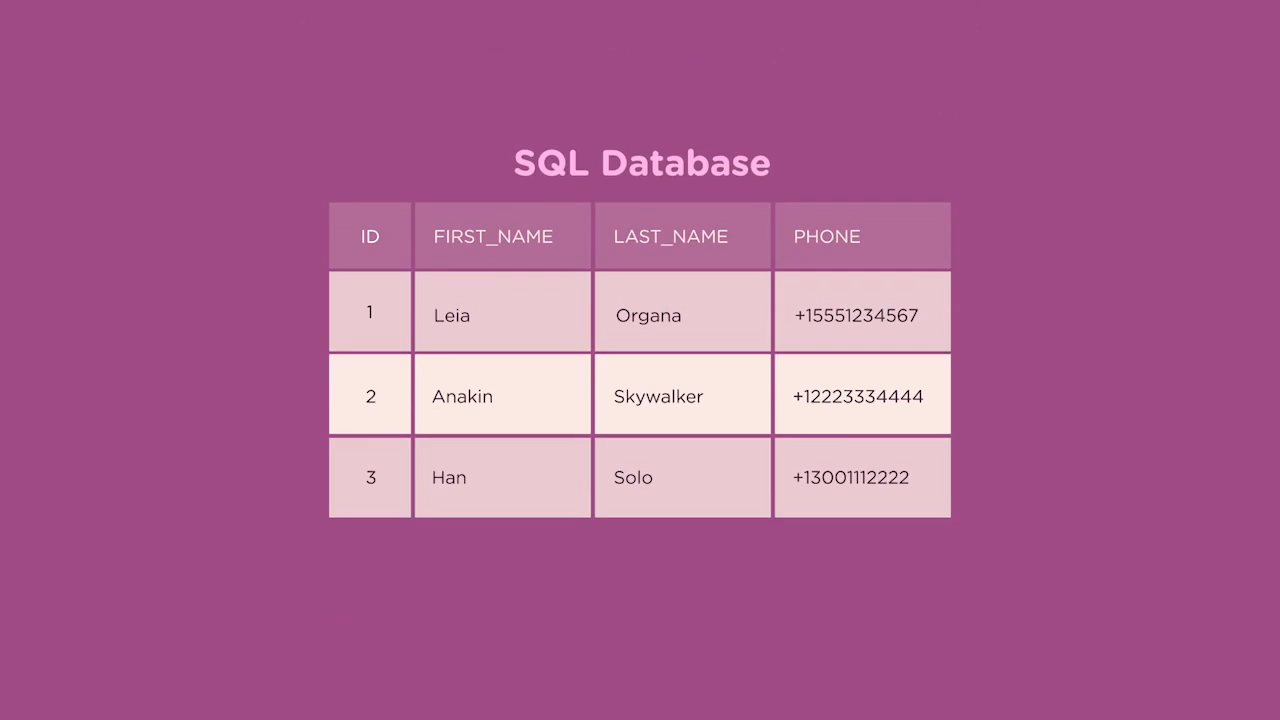 SQL Database
ID FIRST_NAME LAST_NAME PHONE
1 Leia Organa +15551234567
2 Anakin Skywalker +12223334444
3 Han Solo +13001112222